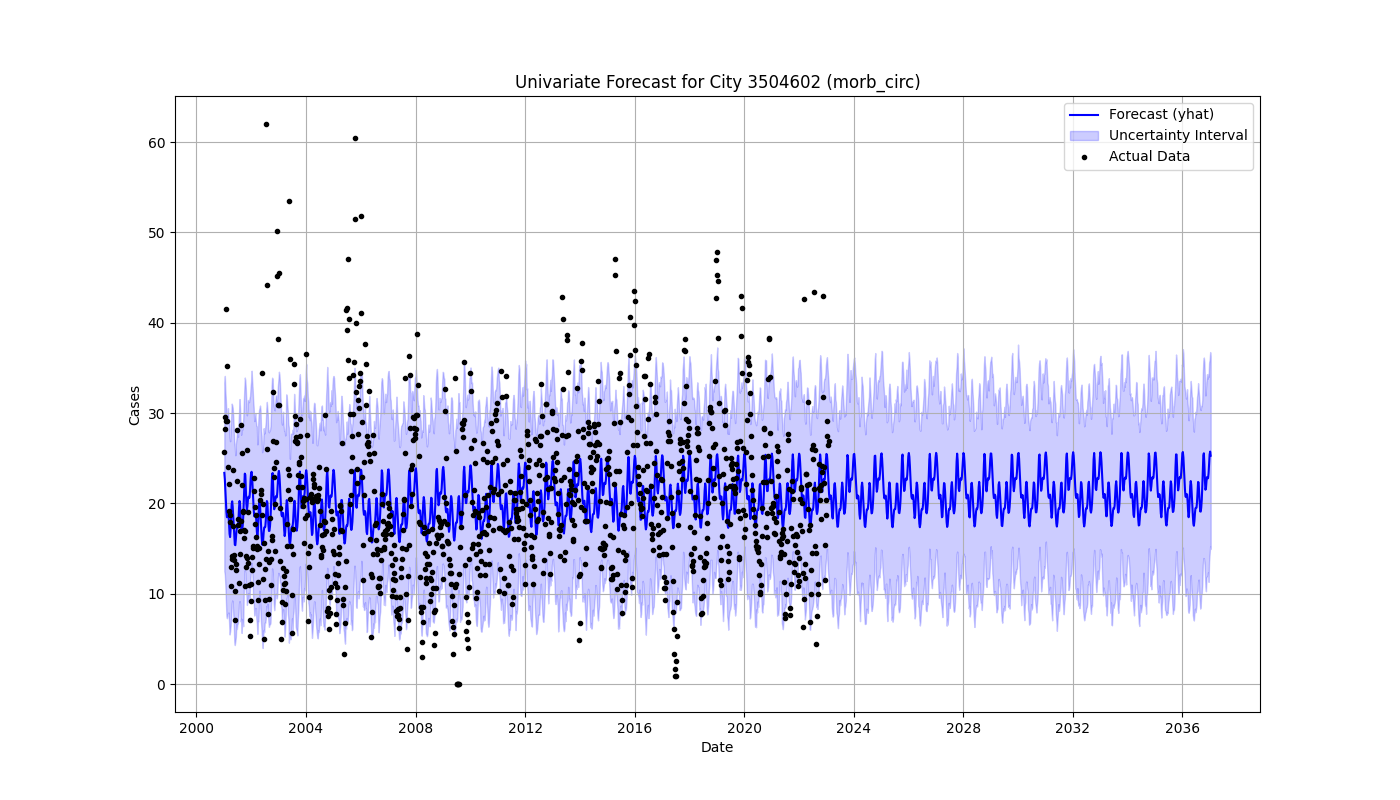 Univariate Forecast for City 3504602 (morb_circ)
Forecast (yhat)
Uncertainty Interval
Actual Data
Cases
60
50
40
30
20
10
0
2000 2004 2008 2012 2016 2020 2024 2028 2032 2036
Date